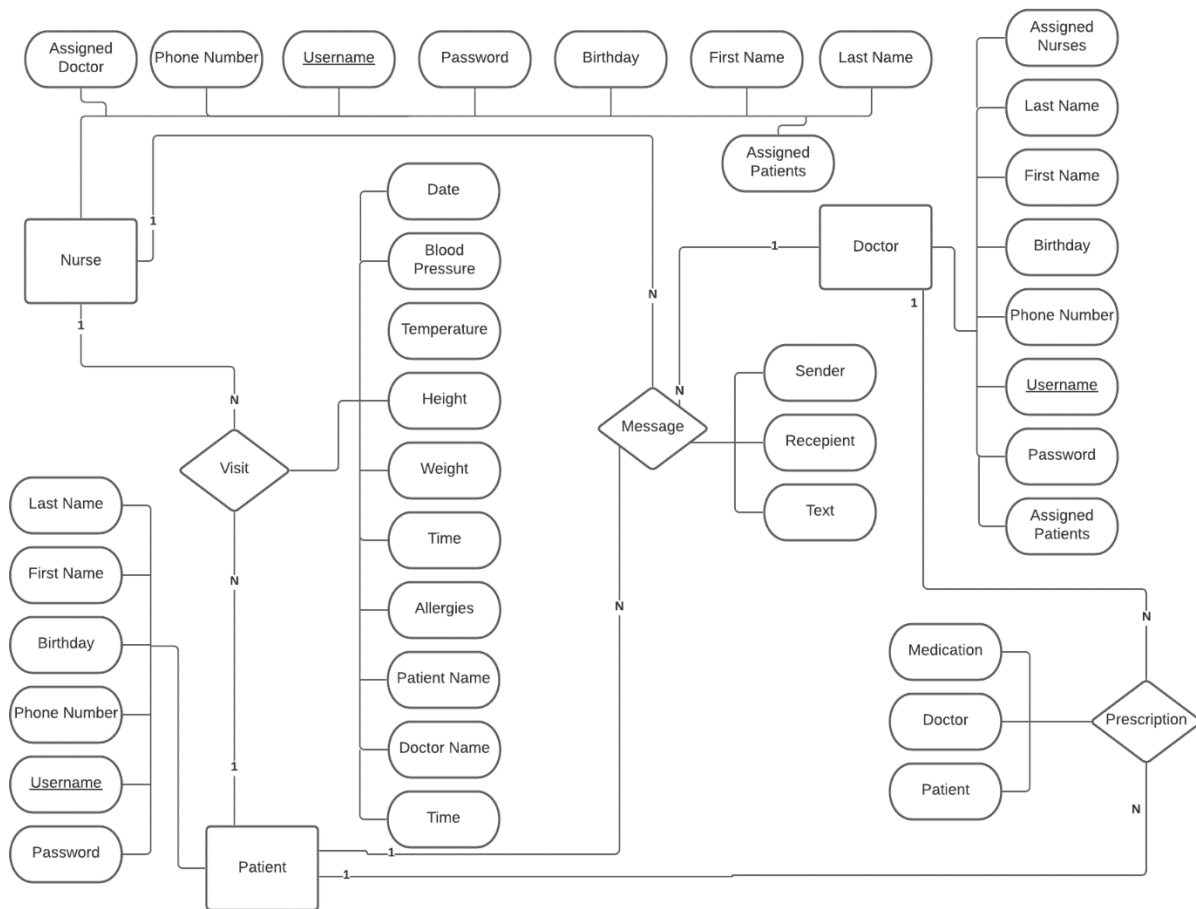 Assigned
Doctor
Phone Number
Username
Password
Birthday
First Name
Last Name
Assigned
Patients
Assigned
Nurses
Last Name
First Name
Birthday
Phone Number
Username
Password
Assigned
Patients
Nurse
1
1
N
N
Visit
N
1
Date
Blood
Pressure
Temperature
Height
Weight
Time
Allergies
Patient Name
Doctor Name
Time
Doctor
1
1
N
N
Message
N
Sender
Recepient
Text
Last Name
First Name
Birthday
Phone Number
Username
Password
Patient
1
1
N
Medication
Doctor
Patient
Prescription
N